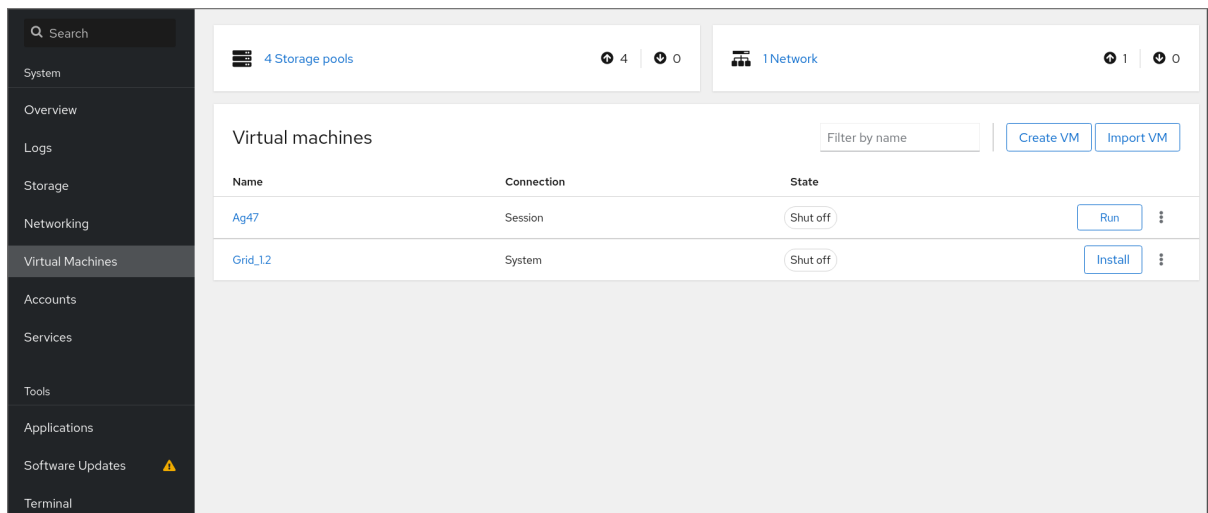 Search
System
Overview
Logs
Storage
Networking
Virtual Machines
Accounts
Services
Tools
Applications
Software Updates
Terminal
4 Storage pools 4 0
1 Network 1 0
Virtual machines Filter by name Create VM Import VM
Name Connection State
Ag47 Session Shut off Run
Grid_1.2 System Shut off Install